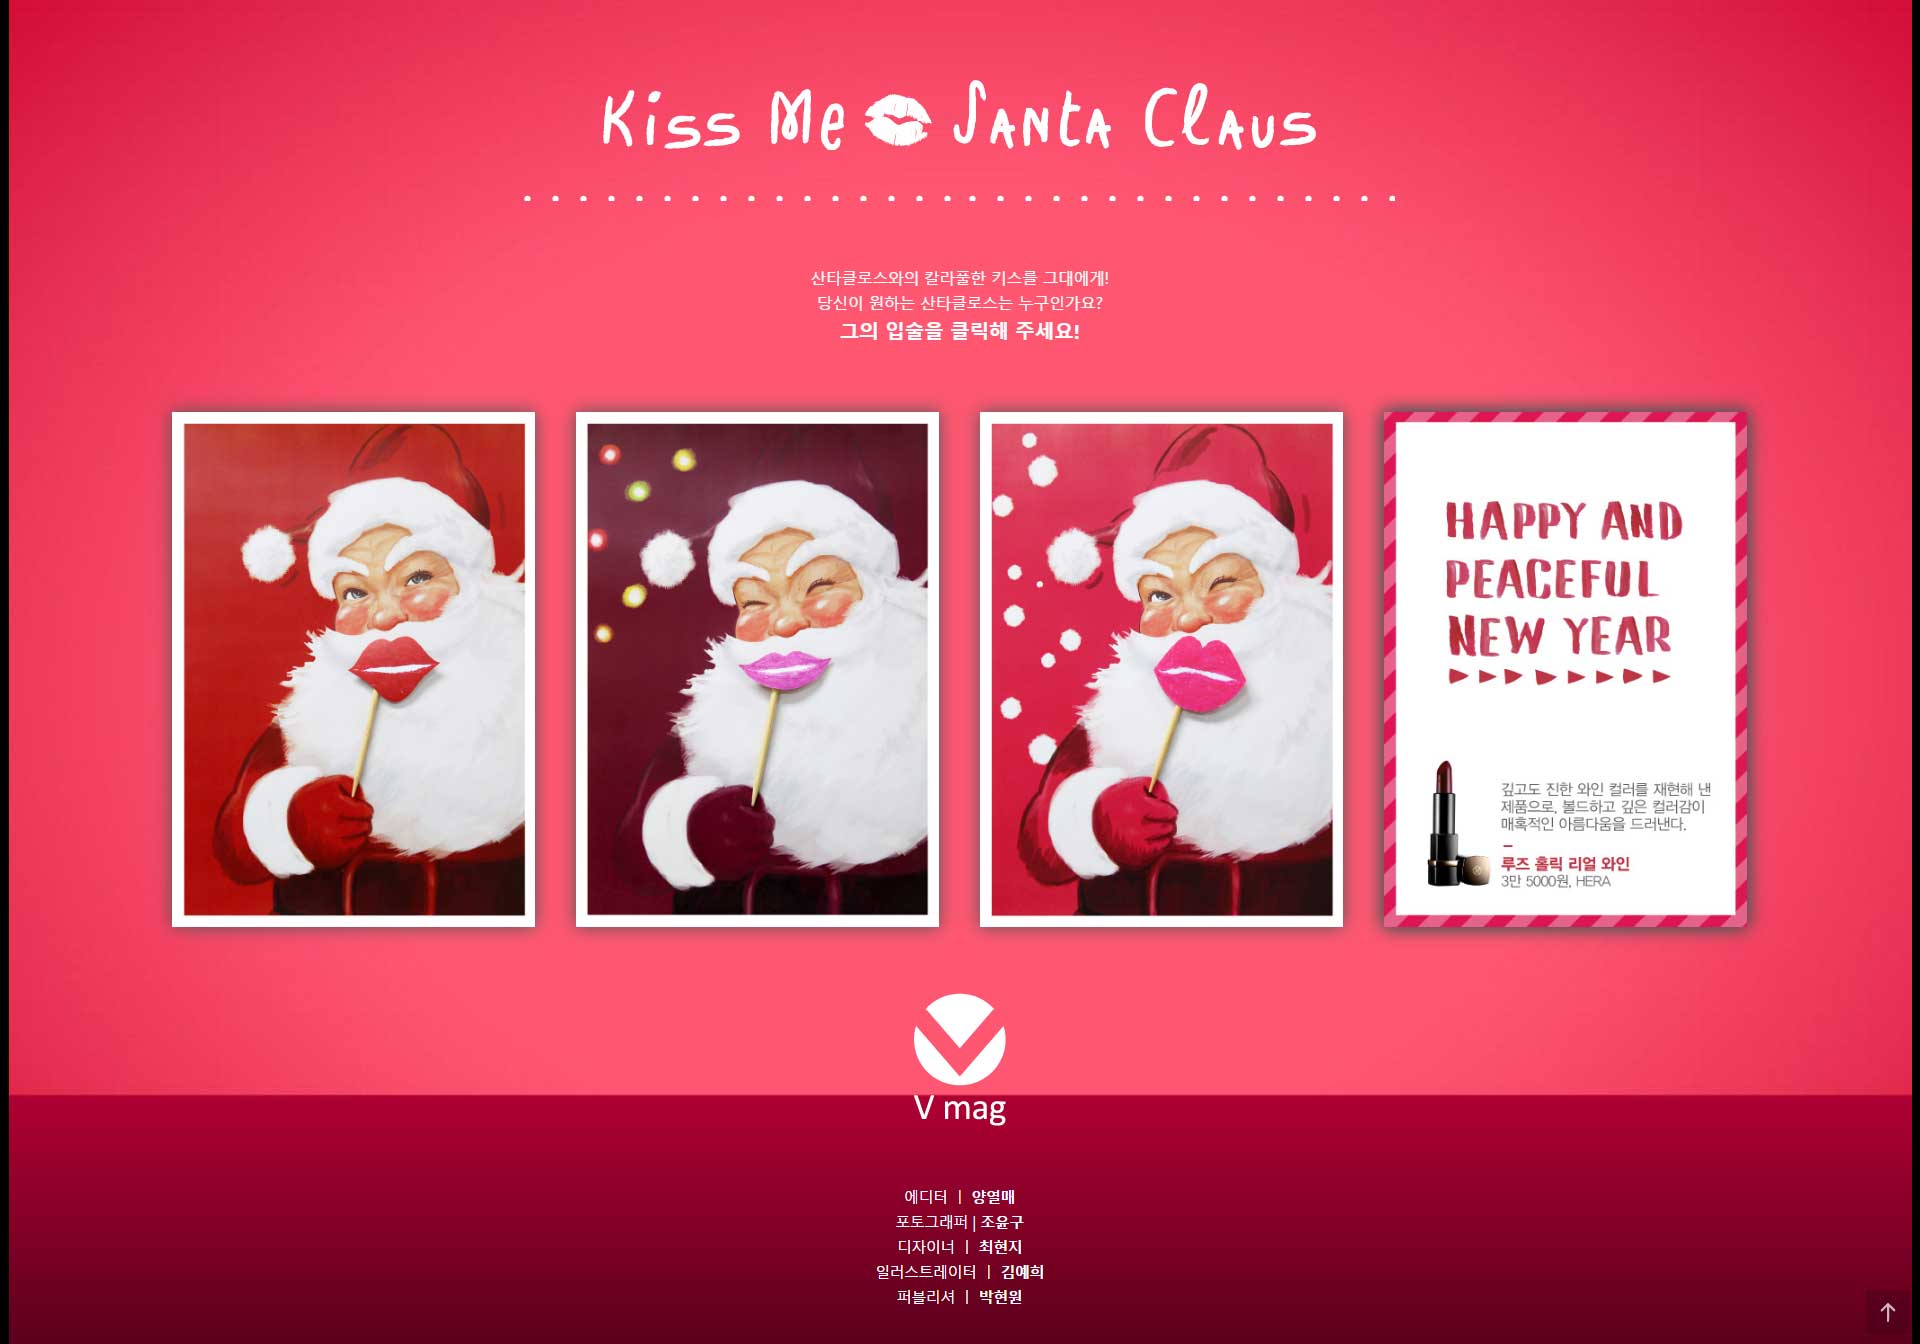 Kiss Me Santa Claus
산타클로스와의 칼라풀한 키스를 그대에게!
당신이 원하는 산타클로스는 누구인가요?
그의 입술을 클릭해 주세요!
HAPPY AND
PEACEFUL
NEW YEAR
깊고도 진한 와인 컬러를 재현해 낸
제품으로, 볼드하고 깊은 컬러감이
매혹적인 아름다움을 드러낸다.
루즈 홀릭 리얼 와인
3만 5000원, HERA
V mag
에디터 | 양열매
포토그래퍼 | 조윤구
디자이너 | 최현지
일러스트레이터 | 김예희
퍼블리셔 | 박현원